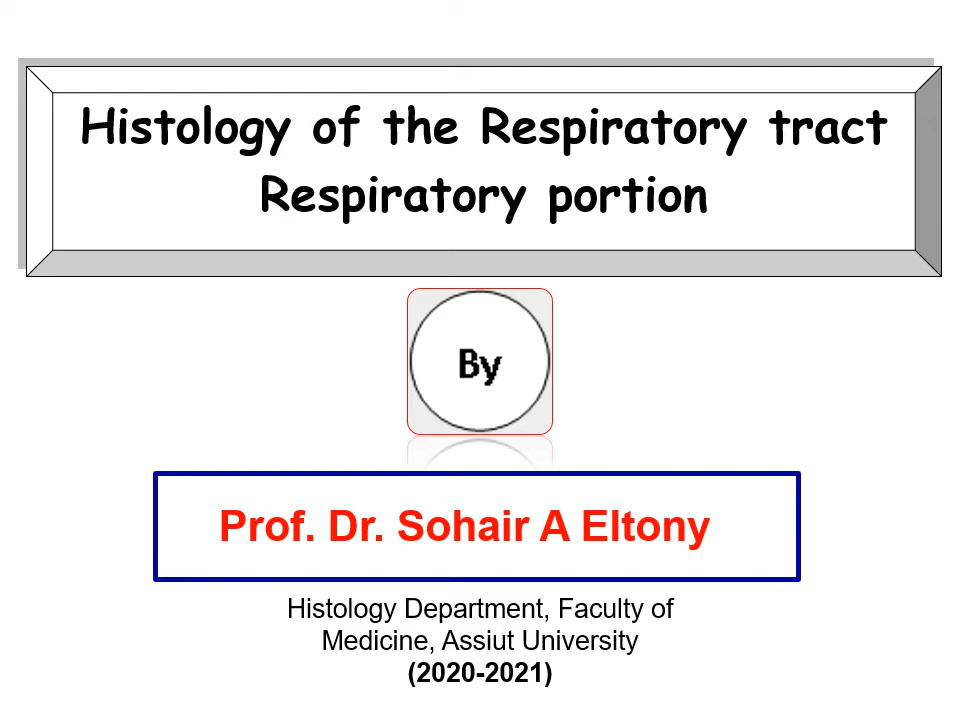 Histology of the Respiratory tract
Respiratory portion
By
Prof. Dr. Sohair A Eltony
Histology Department, Faculty of
Medicine, Assiut University
(2020-2021)